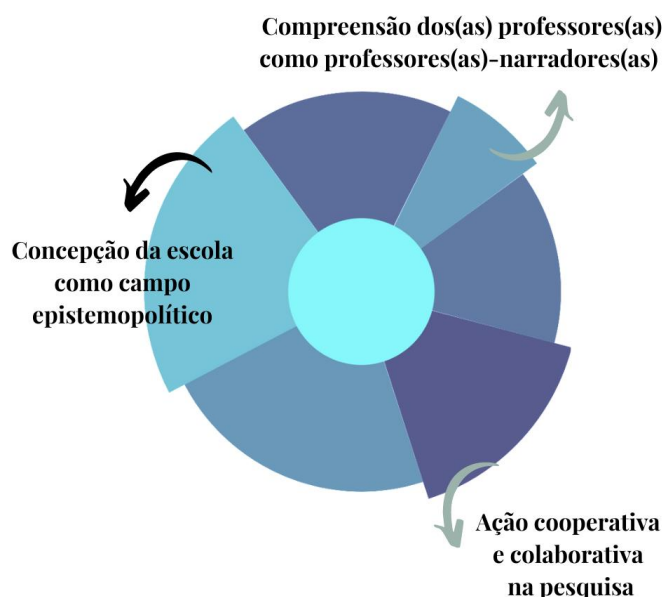 Compreensão dos(as) professores(as)
como professores(as)-narradores(as)
Concepção da escola
como campo
epistemopolítico
Ação cooperativa
e colaborativa
na pesquisa